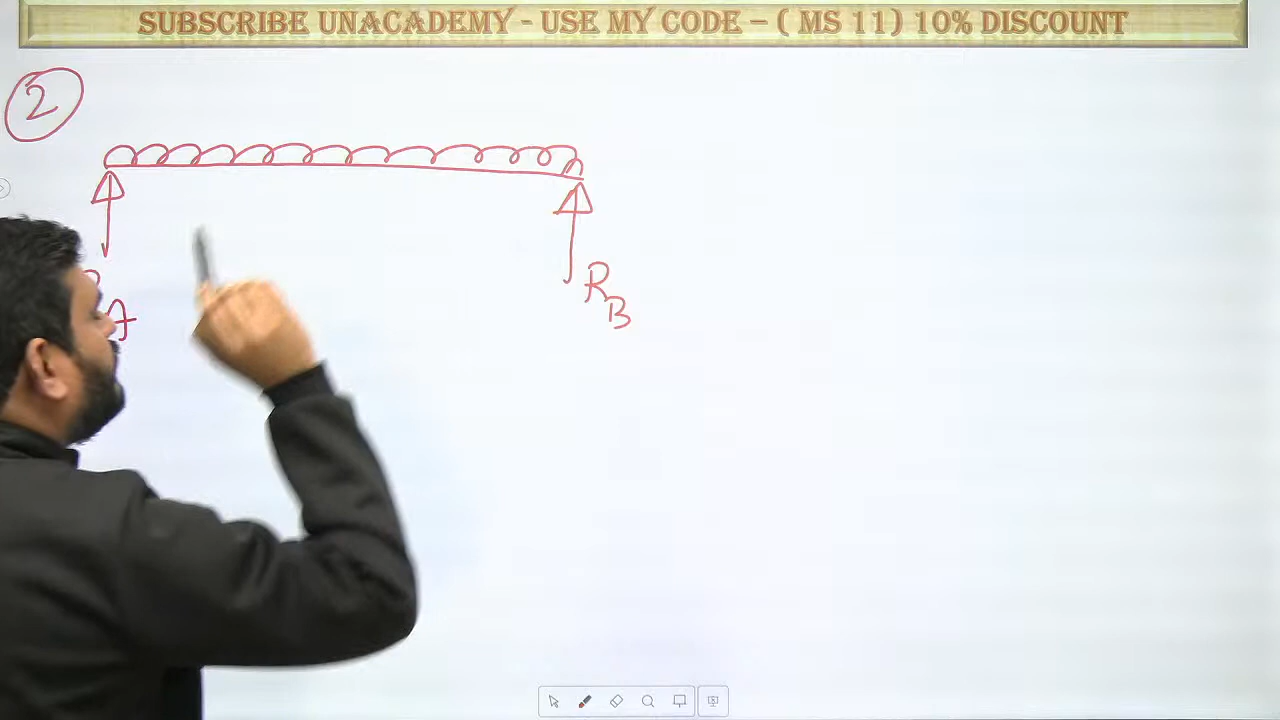 SUBSCRIBE UNACADEMY - USE MY CODE – ( MS 11) 10% DISCOUNT
2
R
B
A